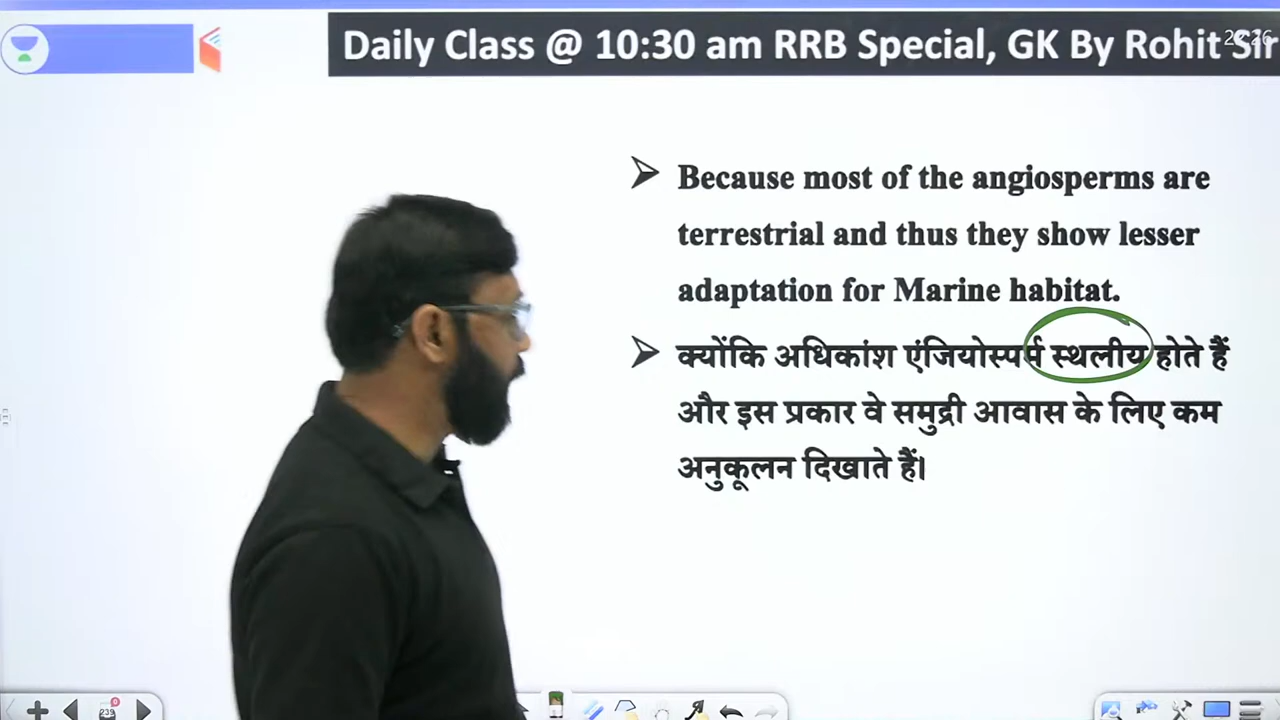 Daily Class @ 10:30 am RRB Special, GK By Rohit Sir
➢ Because most of the angiosperms are
terrestrial and thus they show lesser
adaptation for Marine habitat.
➢ क्योंकि अधिकांश एंजियोस्पर्म स्थलीय होते हैं
और इस प्रकार वे समुद्री आवास के लिए कम
अनुकूलन दिखाते हैं।
239